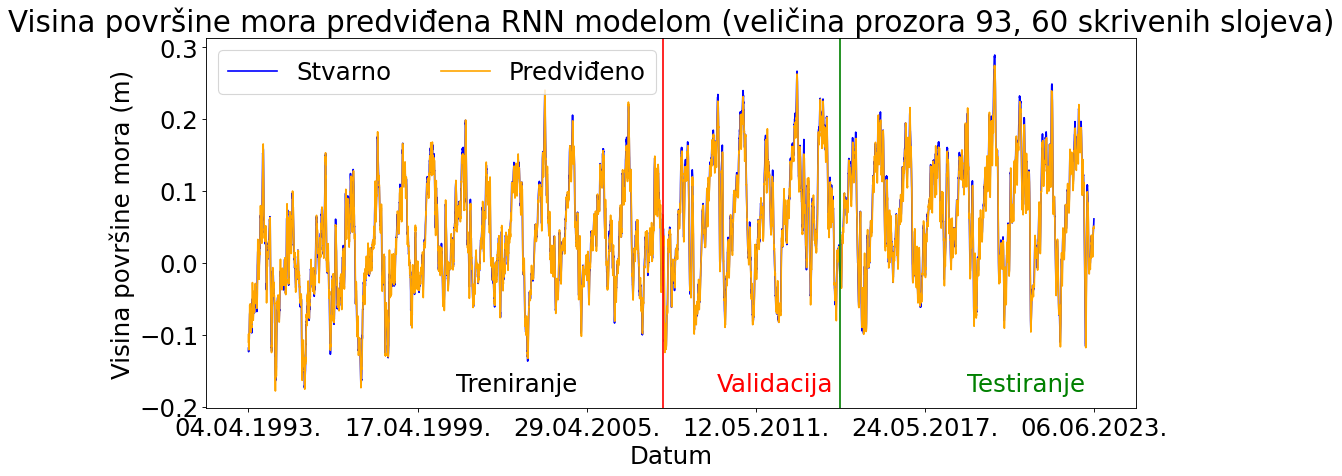 Visina površine mora predviđena RNN modelom (veličina prozora 93, 60 skrivenih slojeva)
Stvarno Predviđeno
Visina površine mora (m)
0.3
0.2
0.1
0.0
−0.1
−0.2
Treniranje Validacija Testiranje
04.04.1993. 17.04.1999. 29.04.2005. 12.05.2011. 24.05.2017. 06.06.2023.
Datum